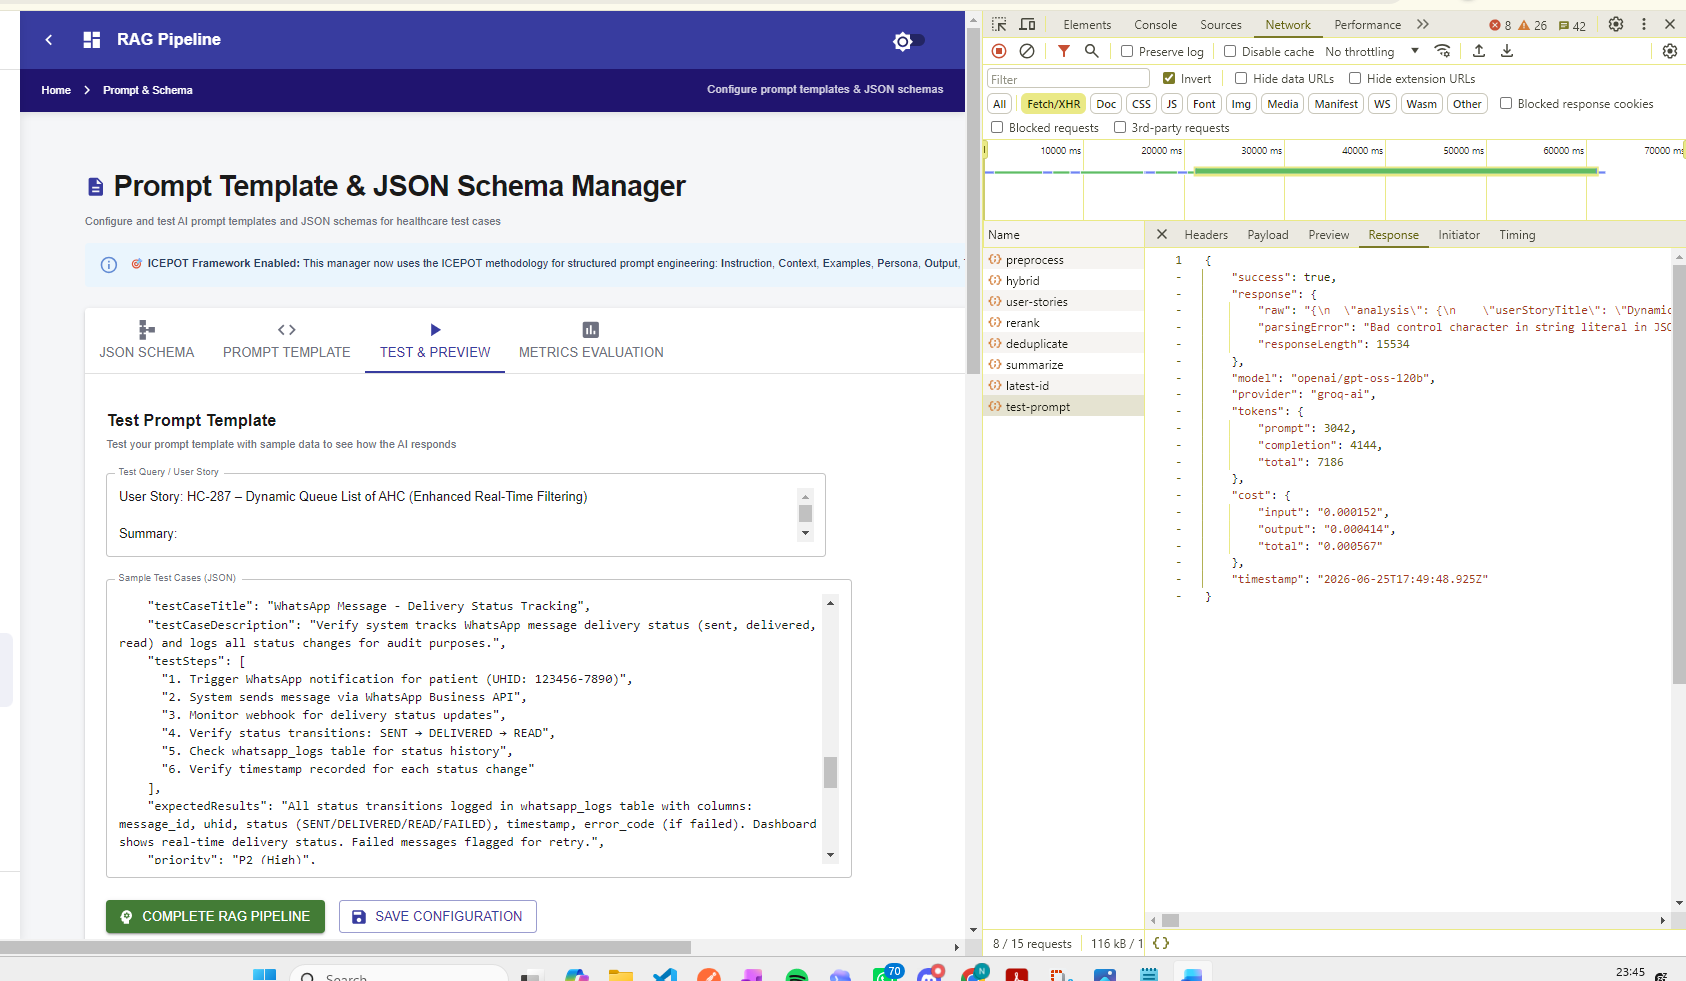 RAG Pipeline
Home > Prompt & Schema
Configure prompt templates & JSON schemas
Prompt Template & JSON Schema Manager
Configure and test AI prompt templates and JSON schemas for healthcare test cases
ICEPOT Framework Enabled: This manager now uses the ICEPOT methodology for structured prompt engineering: Instruction, Context, Examples, Persona, Output,
JSON SCHEMA
PROMPT TEMPLATE
TEST & PREVIEW
METRICS EVALUATION
Test Prompt Template
Test your prompt template with sample data to see how the AI responds
Test Query / User Story
User Story: HC-287 – Dynamic Queue List of AHC (Enhanced Real-Time Filtering)
Summary:
Sample Test Cases (JSON)
"testCaseTitle": "WhatsApp Message - Delivery Status Tracking",
"testCaseDescription": "Verify system tracks WhatsApp message delivery status (sent, delivered,
read) and logs all status changes for audit purposes.",
"testSteps": [
"1. Trigger WhatsApp notification for patient (UHID: 123456-7890)",
"2. System sends message via WhatsApp Business API",
"3. Monitor webhook for delivery status updates",
"4. Verify status transitions: SENT → DELIVERED → READ",
"5. Check whatsapp_logs table for status history",
"6. Verify timestamp recorded for each status change"
],
"expectedResults": "All status transitions logged in whatsapp_logs table with columns:
message_id, uhid, status (SENT/DELIVERED/READ/FAILED), timestamp, error_code (if failed). Dashboard
shows real-time delivery status. Failed messages flagged for retry.",
"priority": "P2 (High)",
COMPLETE RAG PIPELINE
SAVE CONFIGURATION
Elements Console Sources Network Performance 8 26 42
Preserve log Disable cache No throttling
Filter Invert Hide data URLs Hide extension URLs
All Fetch/XHR Doc CSS JS Font Img Media Manifest WS Wasm Other Blocked response cookies
Blocked requests 3rd-party requests
10000 ms 20000 ms 30000 ms 40000 ms 50000 ms 60000 ms 70000 ms
Name
preprocess
hybrid
user-stories
rerank
deduplicate
summarize
latest-id
test-prompt
Headers Payload Preview Response Initiator Timing
1 {
"success": true,
"response": {
"raw": "{\n  \"analysis\": {\n    \"userStoryTitle\": \"Dynamic
"parsingError": "Bad control character in string literal in JSO
"responseLength": 15534
},
"model": "openai/gpt-oss-120b",
"provider": "groq-ai",
"tokens": {
"prompt": 3042,
"completion": 4144,
"total": 7186
},
"cost": {
"input": "0.000152",
"output": "0.000414",
"total": "0.000567"
},
"timestamp": "2026-06-25T17:49:48.925Z"
}
8 / 15 requests 116 kB / 1
{}
Search
70
N
23:45